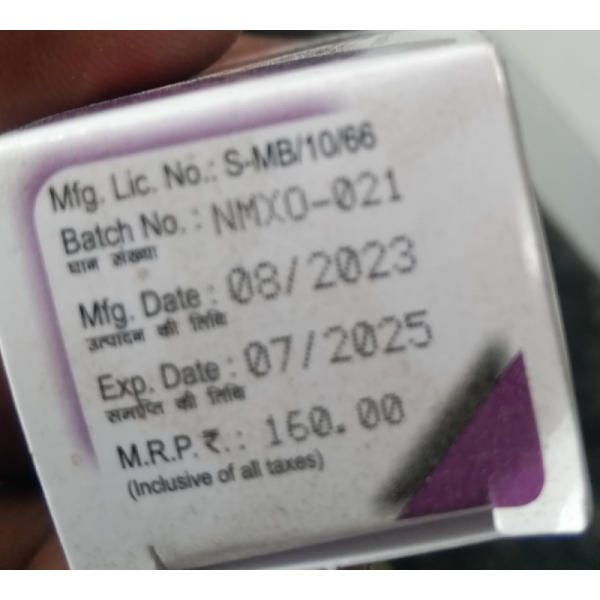 Mfg. Lic. No.: S-MB/10/66
Batch No. : NMXO-021
घान संख्या
Mfg. Date : 08/2023
उत्पादन की तिथि
Exp. Date : 07/2025
समाप्ति की तिथि
M.R.P. ₹. : 160.00
(Inclusive of all taxes)